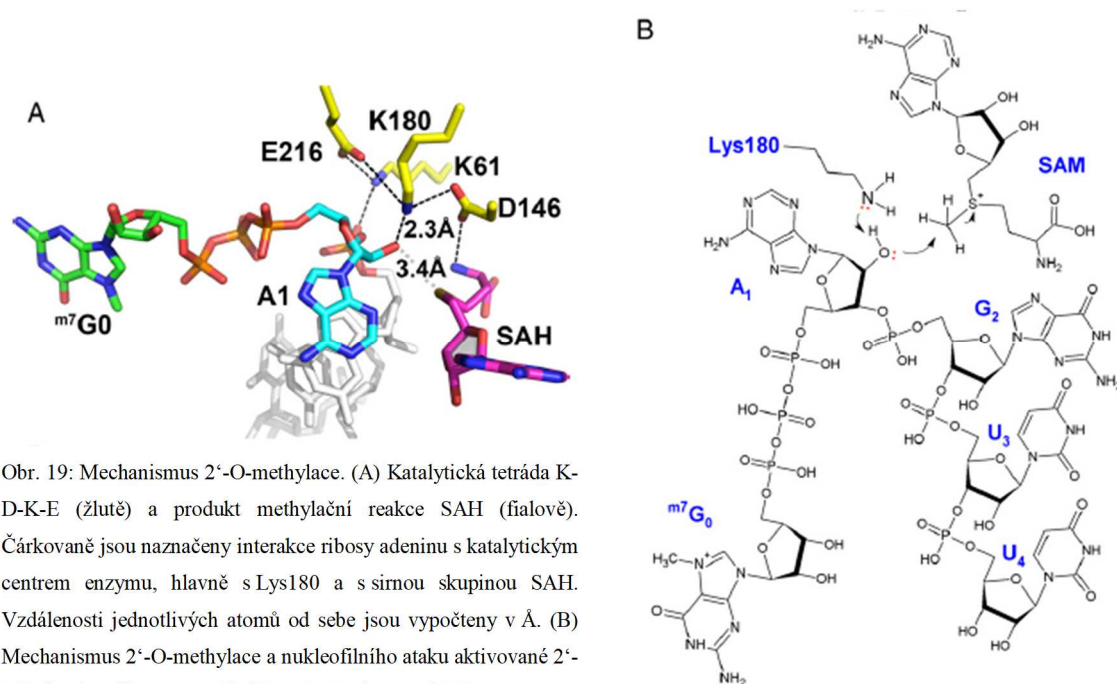 A
E216
K180
K61
D146
2.3Å
3.4Å
A1
m7G0
SAH
Obr. 19: Mechanismus 2‘-O-methylace. (A) Katalytická tetráda K-
D-K-E (žlutě) a produkt methylační reakce SAH (fialově).
Čárkovaně jsou naznačeny interakce ribosy adeninu s katalytickým
centrem enzymu, hlavně s Lys180 a s sirnou skupinou SAH.
Vzdálenosti jednotlivých atomů od sebe jsou vypočteny v Å. (B)
Mechanismus 2‘-O-methylace a nukleofilního ataku aktivované 2‘-
B
Lys180
SAM
A1
G2
U3
U4
m7G0